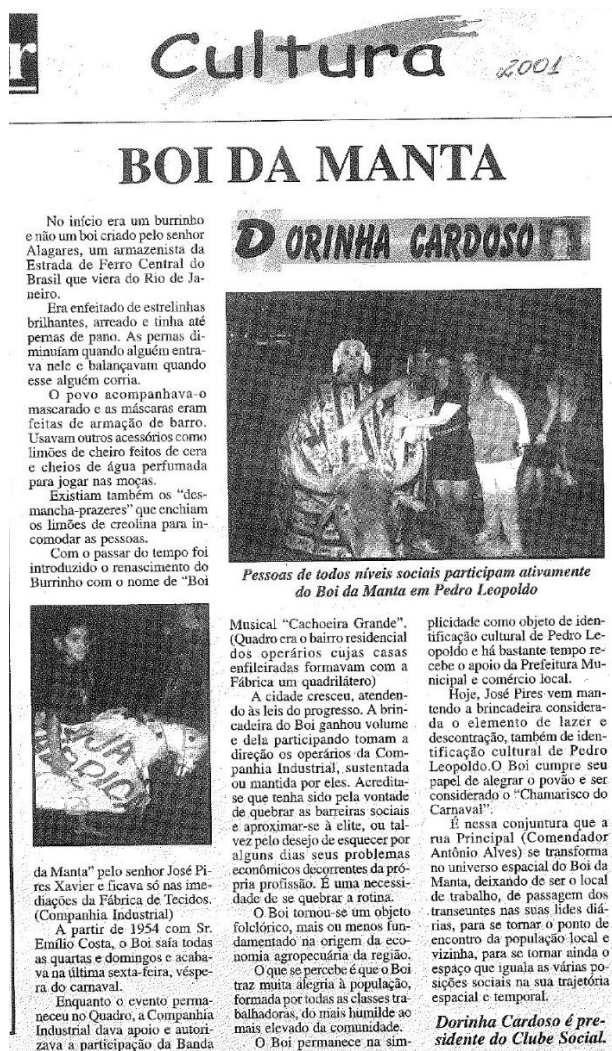 r
Cultura
2001
BOI DA MANTA
No início era um burrinho
e não um boi criado pelo senhor
Alagares, um armazenista da
Estrada de Ferro Central do
Brasil que viera do Rio de Ja-
neiro.
Era enfeitado de estrelinhas
brilhantes, arreado e tinha até
pernas de pano. As pernas di-
minuíam quando alguém entra-
va nele e balançavam quando
esse alguém corria.
O povo acompanhava-o
mascarado e as máscaras eram
feitas de armação de barro.
Usavam outros acessórios como
limões de cheiro feitos de cera
e cheios de água perfumada
para jogar nas moças.
Existiam também os "des-
mancha-prazeres" que enchiam
os limões de creolina para in-
comodar as pessoas.
Com o passar do tempo foi
introduzido o renascimento do
Burrinho com o nome de "Boi
da Manta" pelo senhor José Pi-
res Xavier e ficava só nas ime-
diações da Fábrica de Tecidos.
(Companhia Industrial)
A partir de 1954 com Sr.
Emílio Costa, o Boi saía todas
as quartas e domingos e acaba-
va na última sexta-feira, véspe-
ra do carnaval.
Enquanto o evento perma-
neceu no Quadro, a Companhia
Industrial dava apoio e autori-
zava a participação da Banda
DORINHA CARDOSO
Pessoas de todos níveis sociais participam ativamente
do Boi da Manta em Pedro Leopoldo
Musical "Cachoeira Grande".
(Quadro era o bairro residencial
dos operários cujas casas
enfileiradas formavam com a
Fábrica um quadrilátero)
A cidade cresceu, atenden-
do às leis do progresso. A brin-
cadeira do Boi ganhou volume
e dela participando tomam a
direção os operários da Com-
panhia Industrial, sustentada
ou mantida por eles. Acredita-
se que tenha sido pela vontade
de quebrar as barreiras sociais
e aproximar-se à elite, ou tal-
vez pelo desejo de esquecer por
alguns dias seus problemas
econômicos decorrentes da pró-
pria profissão. É uma necessi-
dade de se quebrar a rotina.
O Boi tornou-se um objeto
folclórico, mais ou menos fun-
damentado na origem da eco-
nomia agropecuária da região.
O que se percebe é que o Boi
traz muita alegria à população,
formada por todas as classes tra-
balhadoras, do mais humilde ao
mais elevado da comunidade.
O Boi permanece na sim-
plicidade como objeto de iden-
tificação cultural de Pedro Le-
opoldo e há bastante tempo re-
cebe o apoio da Prefeitura Mu-
nicipal e comércio local.
Hoje, José Pires vem man-
tendo a brincadeira considera-
da o elemento de lazer e
descontração, também de iden-
tificação cultural de Pedro
Leopoldo.O Boi cumpre seu
papel de alegrar o povão e ser
considerado o "Chamarisco do
Carnaval".
É nessa conjuntura que a
rua Principal (Comendador
Antônio Alves) se transforma
no universo espacial do Boi da
Manta, deixando de ser o local
de trabalho, de passagem dos
transeuntes nas suas lides diá-
rias, para se tornar o ponto de
encontro da população local e
vizinha, para se tornar ainda o
espaço que iguala as várias po-
sições sociais na sua trajetória
espacial e temporal.
Dorinha Cardoso é pre-
sidente do Clube Social.